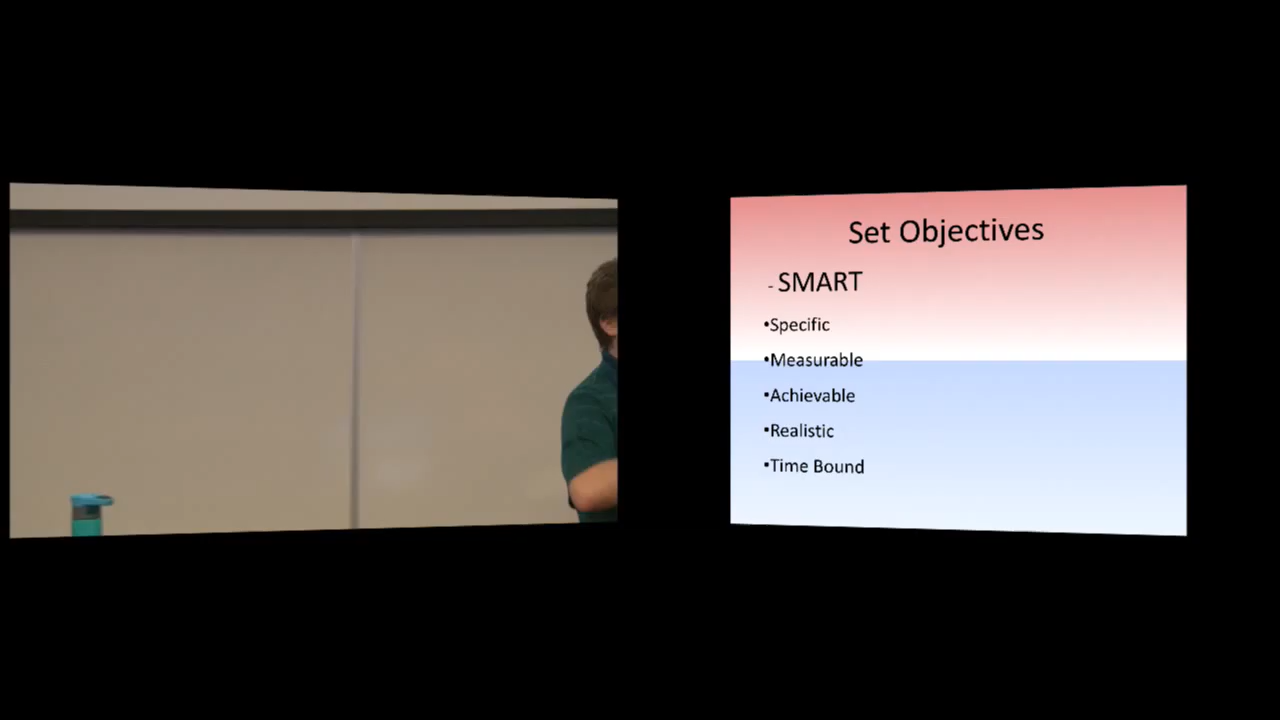 Set Objectives
- SMART
•Specific
•Measurable
•Achievable
•Realistic
•Time Bound